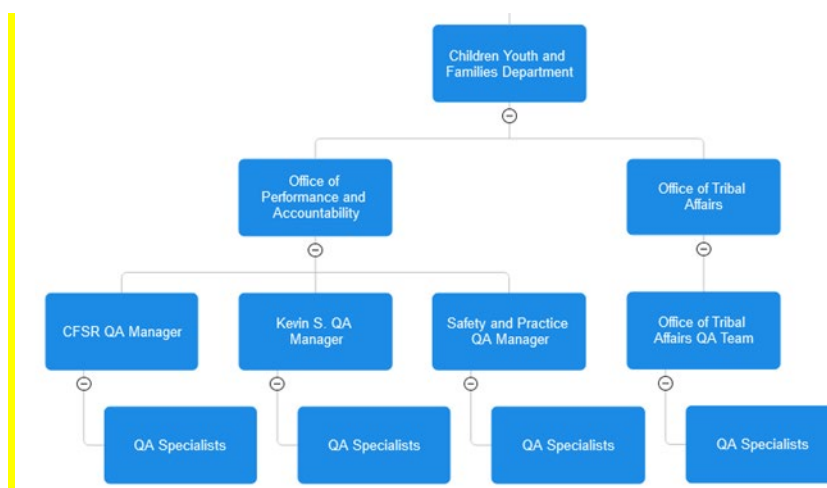 Children Youth and
Families Department
Office of
Performance and
Accountability
Office of Tribal
Affairs
CFSR QA Manager
Kevin S. QA
Manager
Safety and Practice
QA Manager
Office of Tribal
Affairs QA Team
QA Specialists
QA Specialists
QA Specialists
QA Specialists